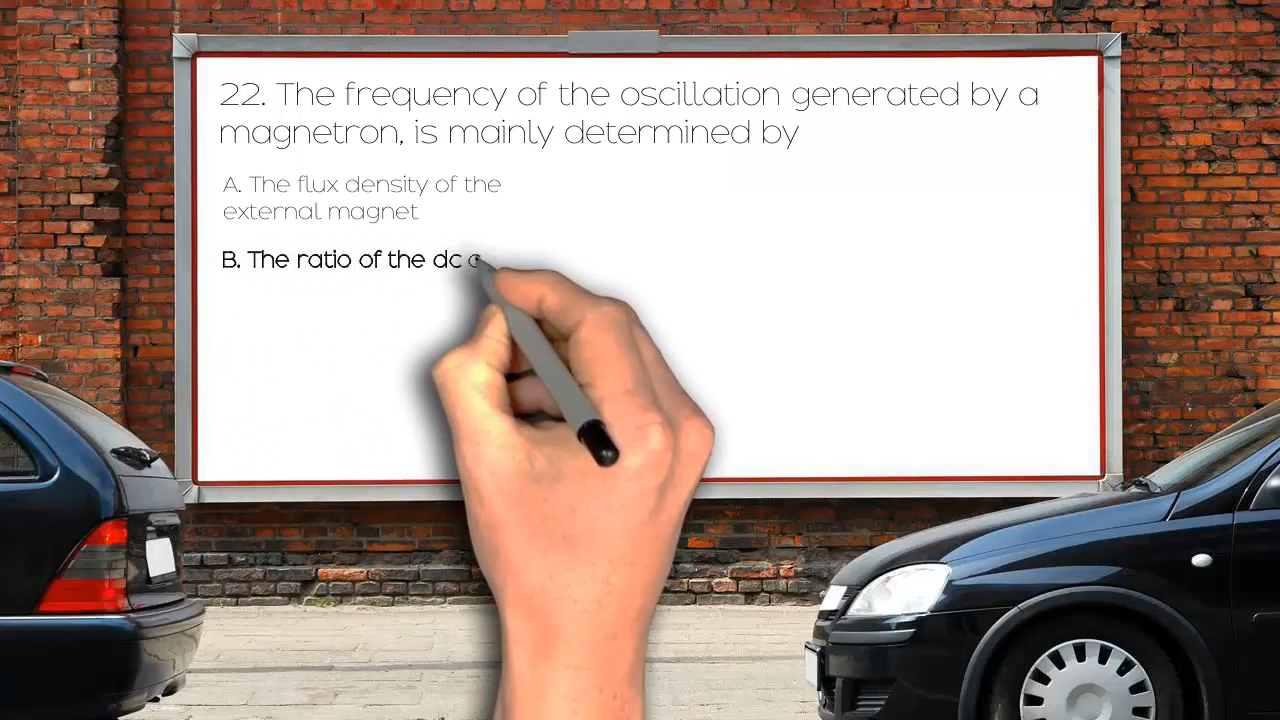 22. The frequency of the oscillation generated by a
magnetron, is mainly determined by
A. The flux density of the
external magnet
B. The ratio of the dc